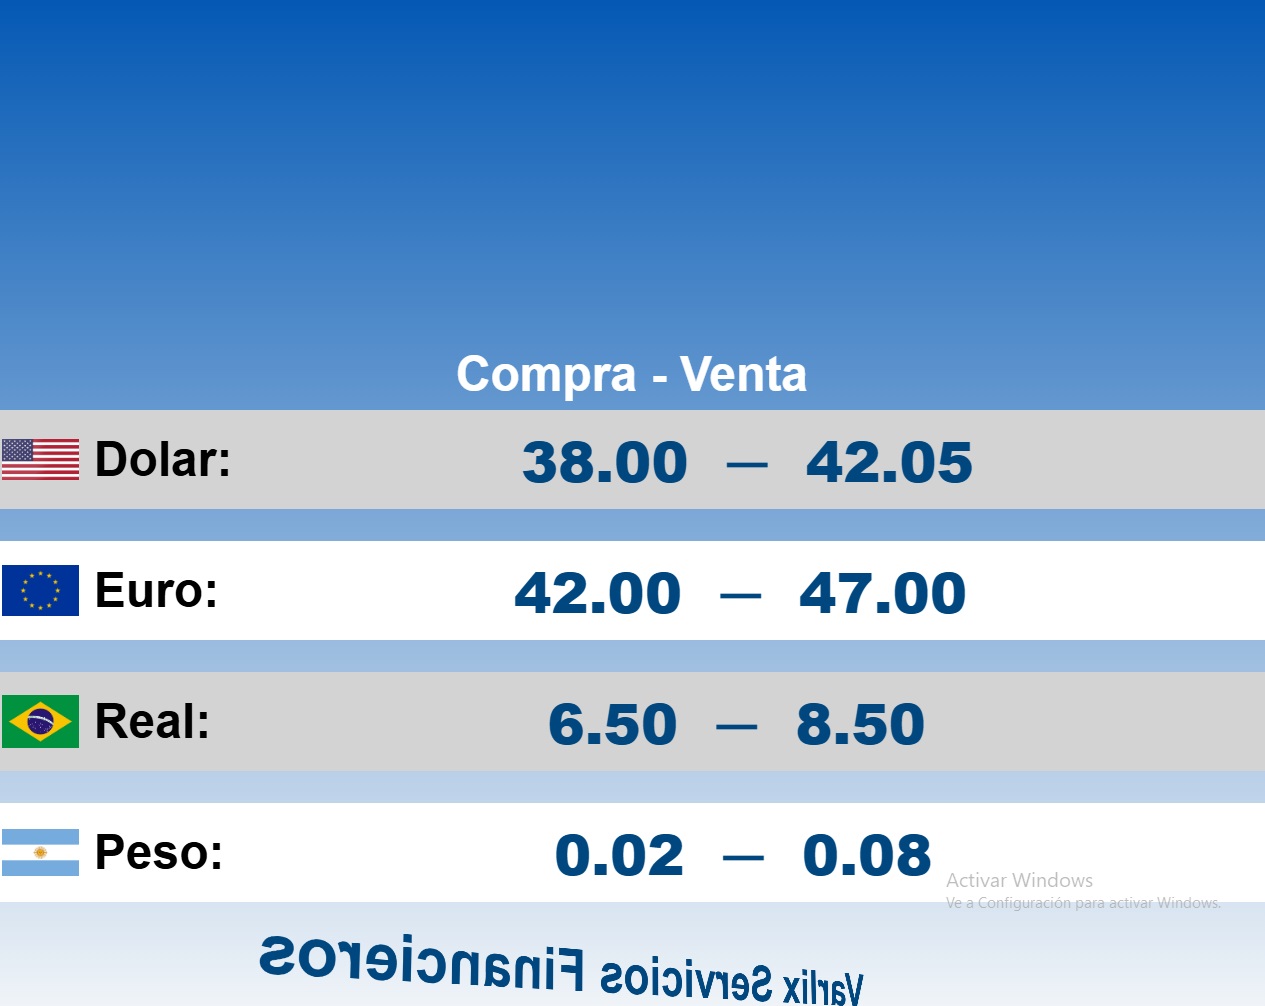 Compra - Venta
Dolar: 38.00 — 42.05
Euro: 42.00 — 47.00
Real: 6.50 — 8.50
Peso: 0.02 — 0.08
Activar Windows
Ve a Configuración para activar Windows.
Varlix Servicios Financieros